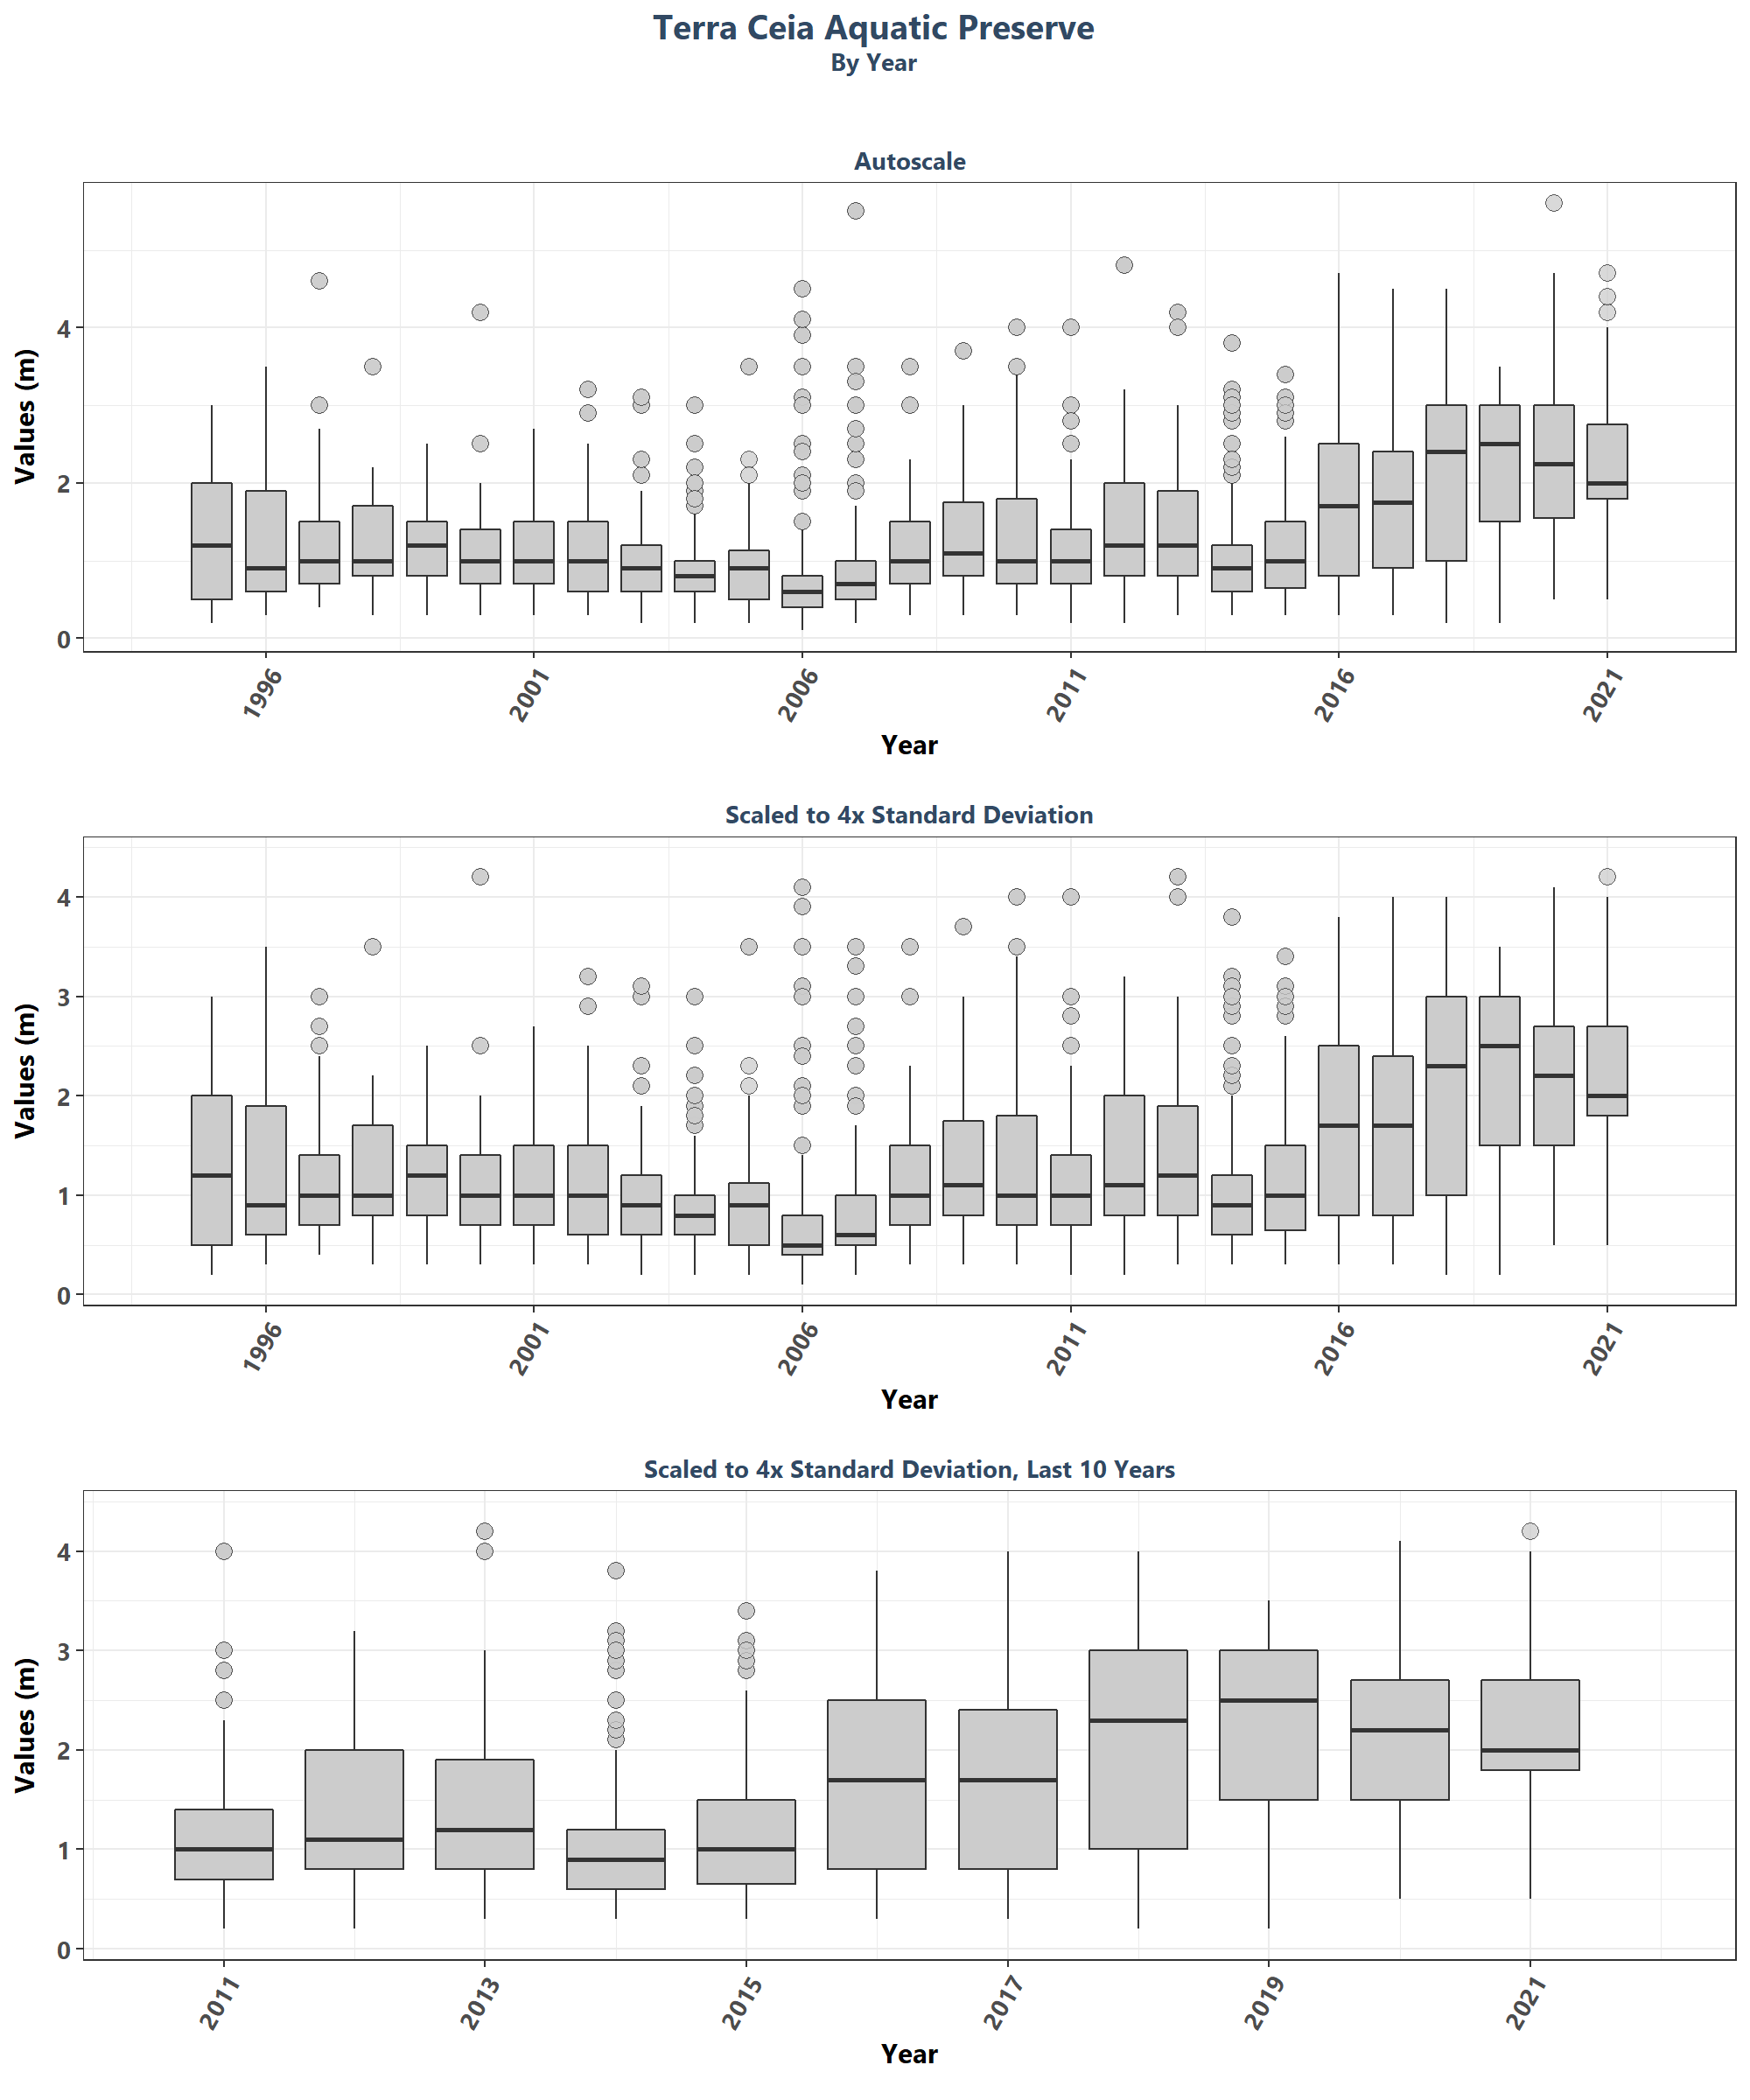 Terra Ceia Aquatic Preserve
By Year
Autoscale
Values (m)
4
2
0
1996 2001 2006 2011 2016 2021
Year
Scaled to 4x Standard Deviation
Values (m)
4
3
2
1
0
1996 2001 2006 2011 2016 2021
Year
Scaled to 4x Standard Deviation, Last 10 Years
Values (m)
4
3
2
1
0
2011 2013 2015 2017 2019 2021
Year